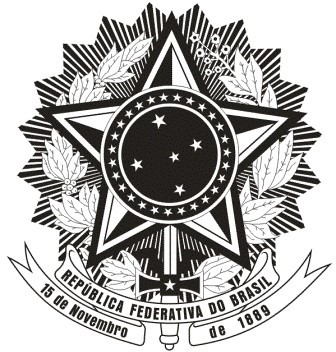 REPÚBLICA FEDERATIVA DO BRASIL
15 de Novembro de 1889